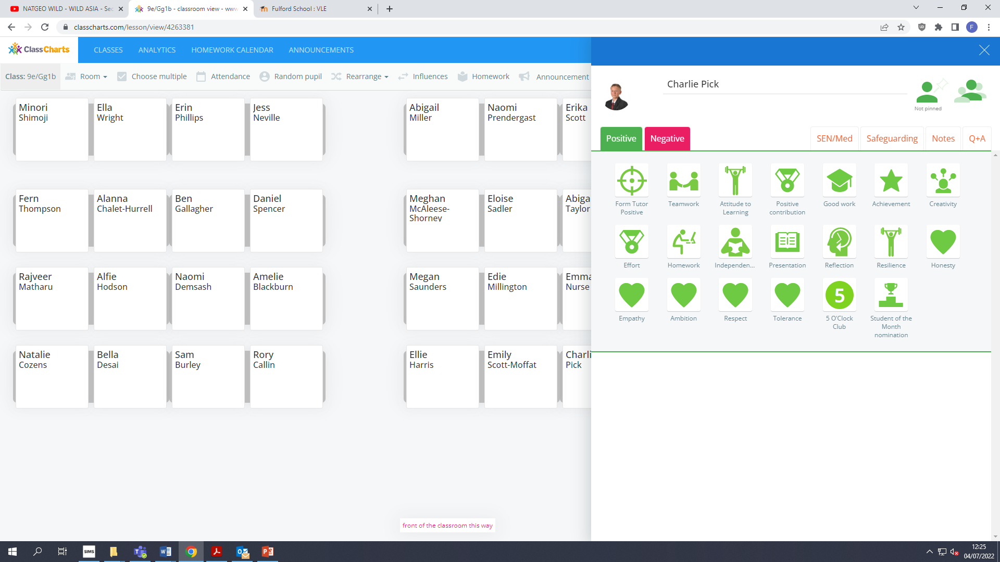 NATGEO WILD - WILD ASIA - Sec
9e/Gg1b - classroom view - www
Fulford School : VLE
classcharts.com/lesson/view/4263381
F
ClassCharts
CLASSES
ANALYTICS
HOMEWORK CALENDAR
ANNOUNCEMENTS
Class: 9e/Gg1b
Room
Choose multiple
Attendance
Random pupil
Rearrange
Influences
Homework
Announcement
Minori
Shimoji
Ella
Wright
Erin
Phillips
Jess
Neville
Abigail
Miller
Naomi
Prendergast
Erika
Scott
Fern
Thompson
Alanna
Chalet-Hurrell
Ben
Gallagher
Daniel
Spencer
Meghan
McAleese-
Shorney
Eloise
Sadler
Abiga
Taylor
Rajveer
Matharu
Alfie
Hodson
Naomi
Demsash
Amelie
Blackburn
Megan
Saunders
Edie
Millington
Emma
Nurse
Natalie
Cozens
Bella
Desai
Sam
Burley
Rory
Callin
Ellie
Harris
Emily
Scott-Moffat
Charli
Pick
front of the classroom this way
Charlie Pick
Not pinned
Positive
Negative
SEN/Med
Safeguarding
Notes
Q+A
Form Tutor
Positive
Teamwork
Attitude to
Learning
Positive
contribution
Good work
Achievement
Creativity
Effort
Homework
Independen...
Presentation
Reflection
Resilience
Honesty
Empathy
Ambition
Respect
Tolerance
5
5 O'Clock
Club
Student of the
Month
nomination
SIMS
12:25
04/07/2022